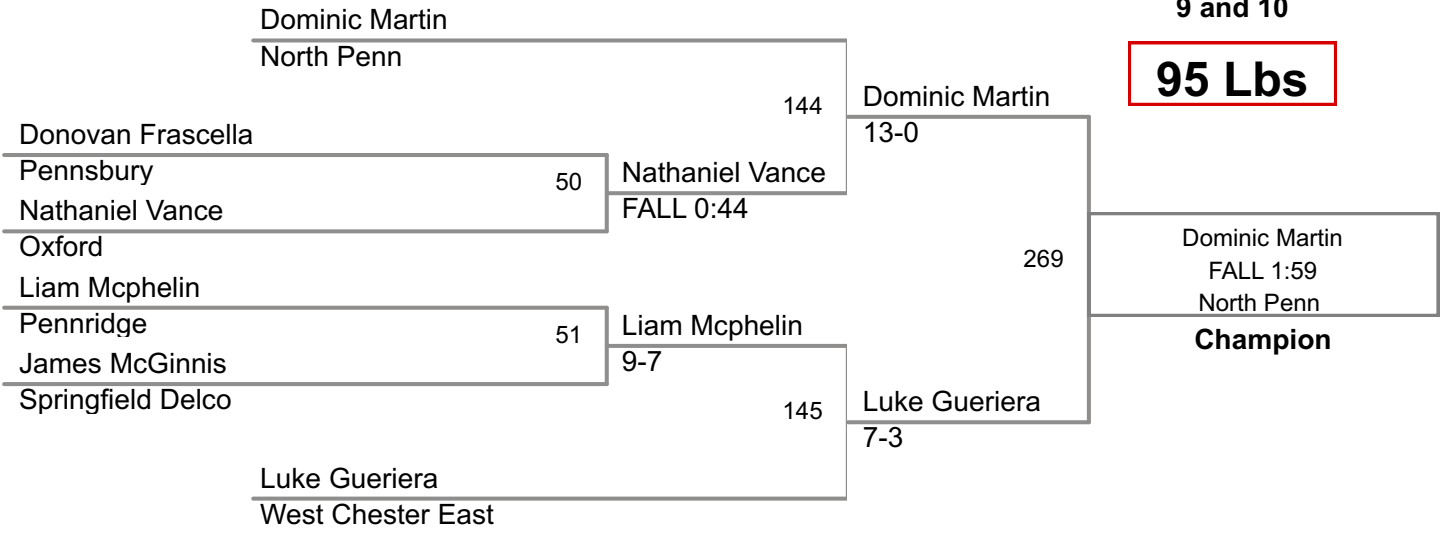 9 and 10
95 Lbs
Dominic Martin
North Penn
144
Dominic Martin
13-0
Donovan Frascella
Pennsbury
50
Nathaniel Vance
FALL 0:44
Nathaniel Vance
Oxford
269
Dominic Martin
FALL 1:59
North Penn
Champion
Liam Mcphelin
Pennridge
51
Liam Mcphelin
9-7
James McGinnis
Springfield Delco
145
Luke Gueriera
7-3
Luke Gueriera
West Chester East